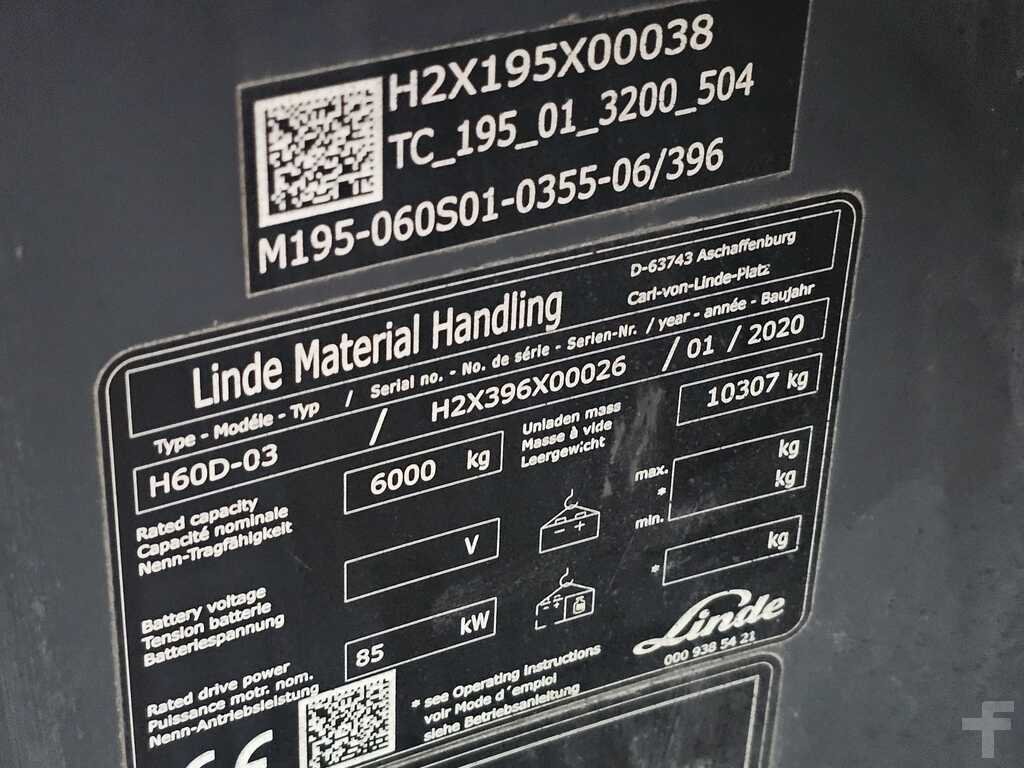 H2X195X00038
TC_195_01_3200_504
M195-060S01-0355-06/396
Linde Material Handling
D-63743 Aschaffenburg
Carl-von-Linde-Platz
Type - Modéle - Typ / Serial no. - No. de série - Serien-Nr. / year - année - Baujahr
H60D-03 / H2X396X00026 / 01 / 2020
Rated capacity
Capacité nominale
Nenn-Tragfähigkeit
6000 kg
Unladen mass
Masse à vide
Leergewicht
10307 kg
Battery voltage
Tension batterie
Batteriespannung
V
- +
max. kg
* kg
min.
* kg
Rated drive power
Puissance motr. nom.
Nenn-Antriebsleistung
85 kW
- +
* see Operating instructions
voir Mode d'emploi
siehe Betriebsanleitung
Linde
000 938 54 21
CE